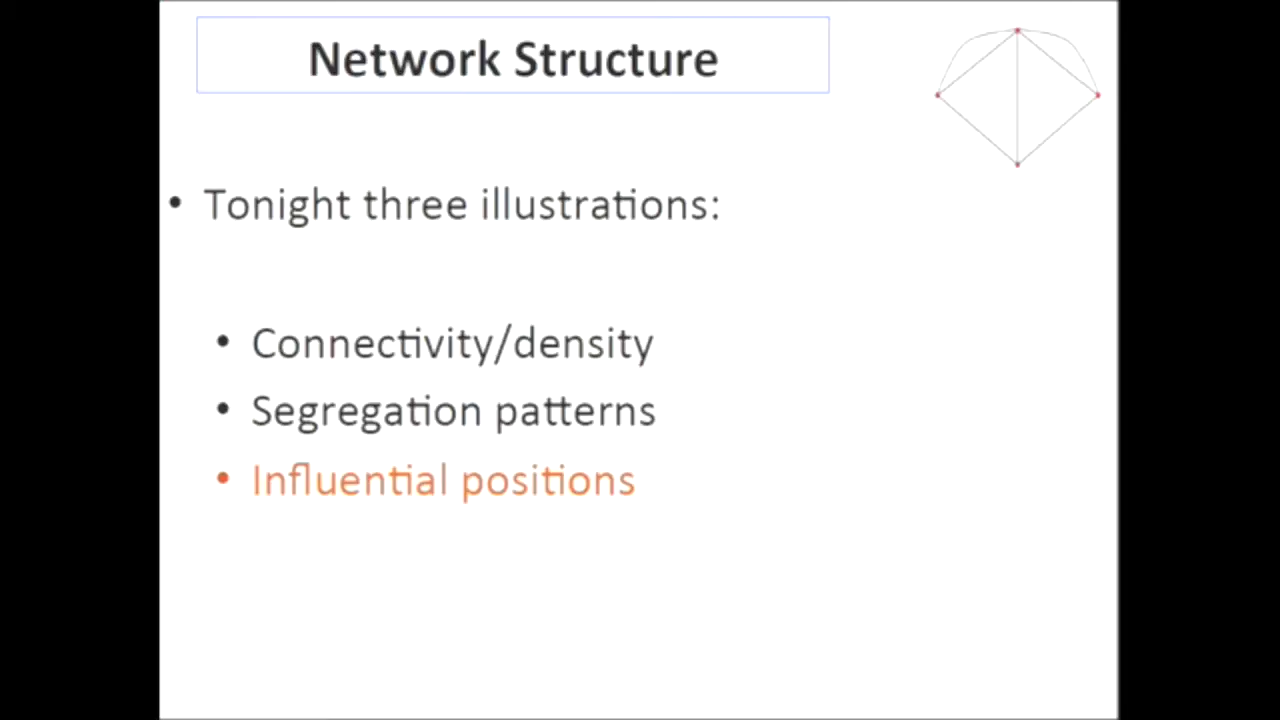 Network Structure
• Tonight three illustrations:
• Connectivity/density
• Segregation patterns
• Influential positions